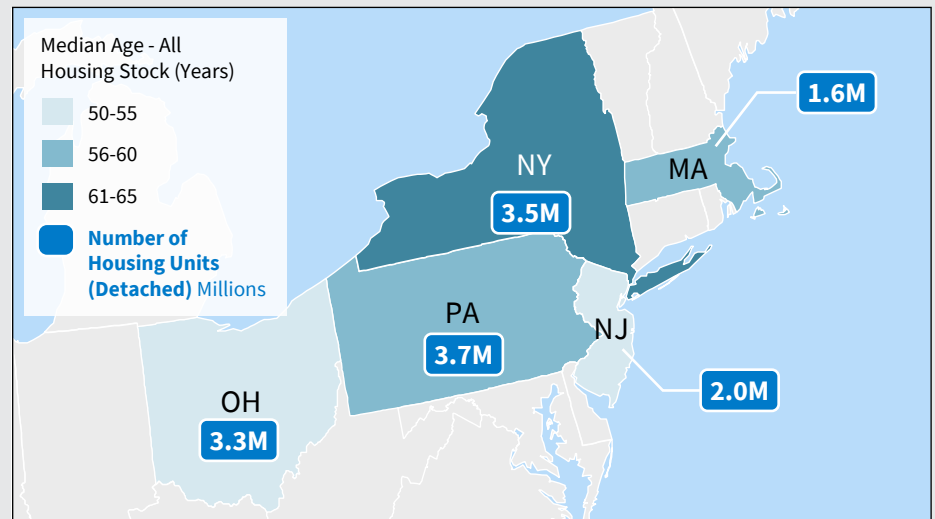 Median Age - All
Housing Stock (Years)
50-55
56-60
61-65
Number of
Housing Units
(Detached) Millions
1.6M
MA
NY
3.5M
PA
3.7M
NJ
2.0M
OH
3.3M